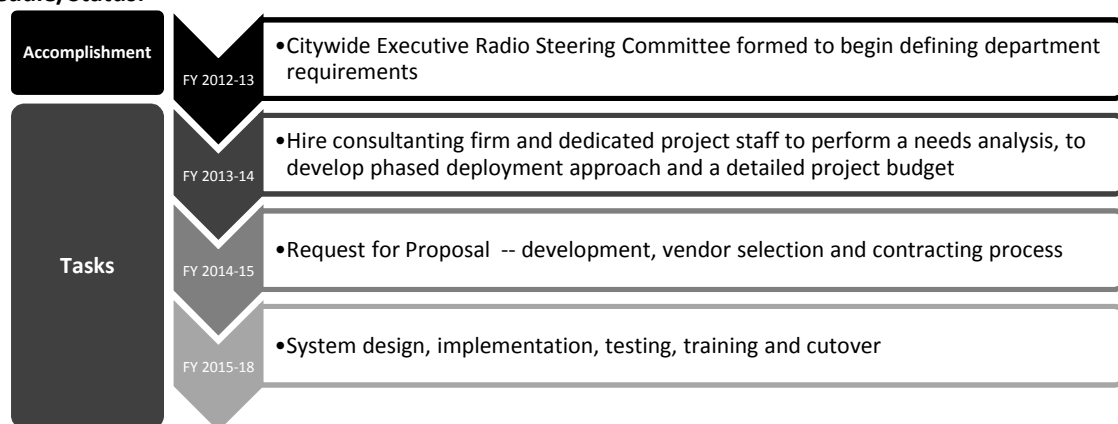 Accomplishment
FY 2012-13
•Citywide Executive Radio Steering Committee formed to begin defining department
requirements
Tasks
FY 2013-14
•Hire consultanting firm and dedicated project staff to perform a needs analysis, to
develop phased deployment approach and a detailed project budget
FY 2014-15
•Request for Proposal -- development, vendor selection and contracting process
FY 2015-18
•System design, implementation, testing, training and cutover